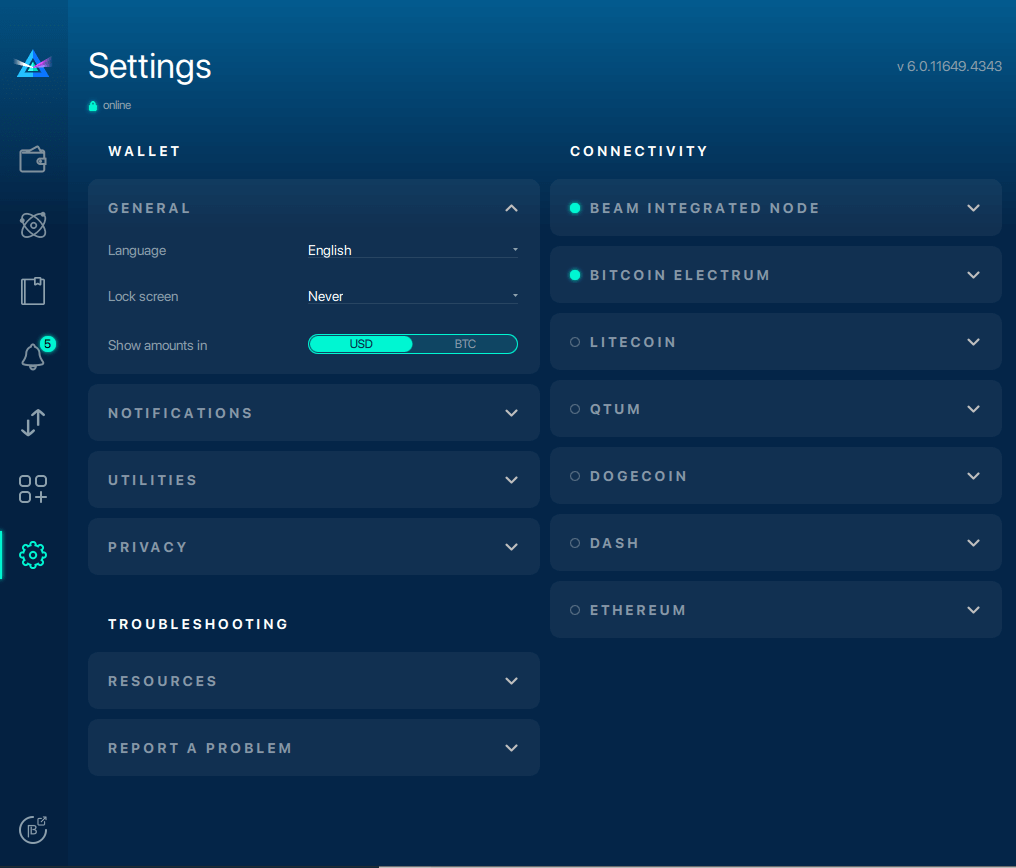 Settings
v 6.0.11649.4343
online
WALLET
GENERAL
Language
English
Lock screen
Never
Show amounts in
USD
BTC
NOTIFICATIONS
UTILITIES
PRIVACY
TROUBLESHOOTING
RESOURCES
REPORT A PROBLEM
CONNECTIVITY
BEAM INTEGRATED NODE
BITCOIN ELECTRUM
LITECOIN
QTUM
DOGECOIN
DASH
ETHEREUM
5
B